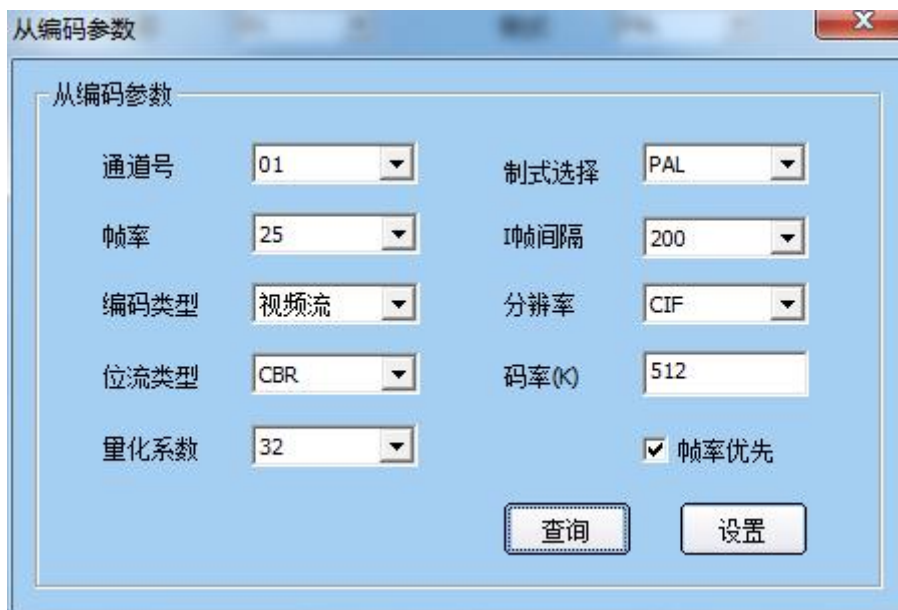 从编码参数
从编码参数
通道号 01 制式选择 PAL
帧率 25 I帧间隔 200
编码类型 视频流 分辨率 CIF
位流类型 CBR 码率(K) 512
量化系数 32 帧率优先
查询 设置